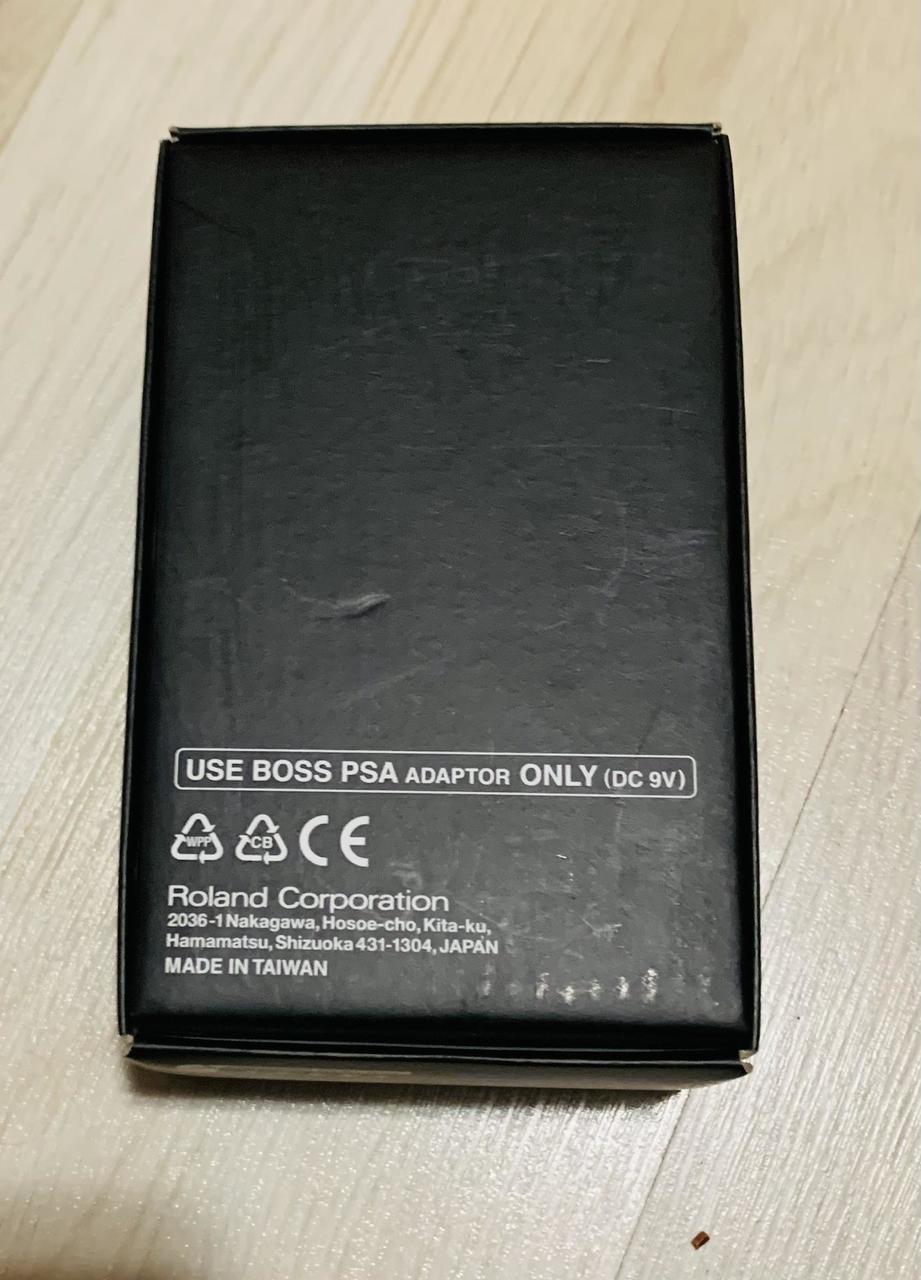 USE BOSS PSA ADAPTOR ONLY (DC 9V)
WPP CB CE
Roland Corporation
2036-1 Nakagawa, Hosoe-cho, Kita-ku,
Hamamatsu, Shizuoka 431-1304, JAPAN
MADE IN TAIWAN